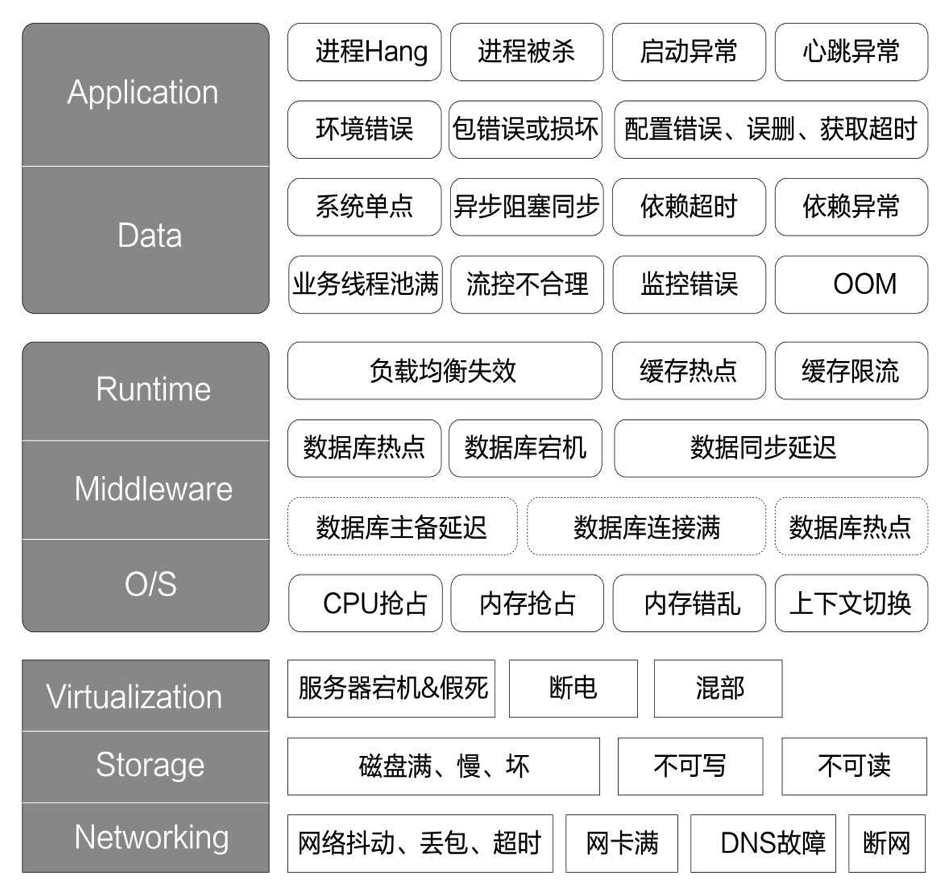 Application
进程Hang 进程被杀 启动异常 心跳异常
环境错误 包错误或损坏 配置错误、误删、获取超时
Data
系统单点 异步阻塞同步 依赖超时 依赖异常
业务线程池满 流控不合理 监控错误 OOM
Runtime
负载均衡失效 缓存热点 缓存限流
数据库热点 数据库宕机 数据同步延迟
Middleware
数据库主备延迟 数据库连接满 数据库热点
O/S
CPU抢占 内存抢占 内存错乱 上下文切换
Virtualization
服务器宕机&假死 断电 混部
Storage
磁盘满、慢、坏 不可写 不可读
Networking
网络抖动、丢包、超时 网卡满 DNS故障 断网